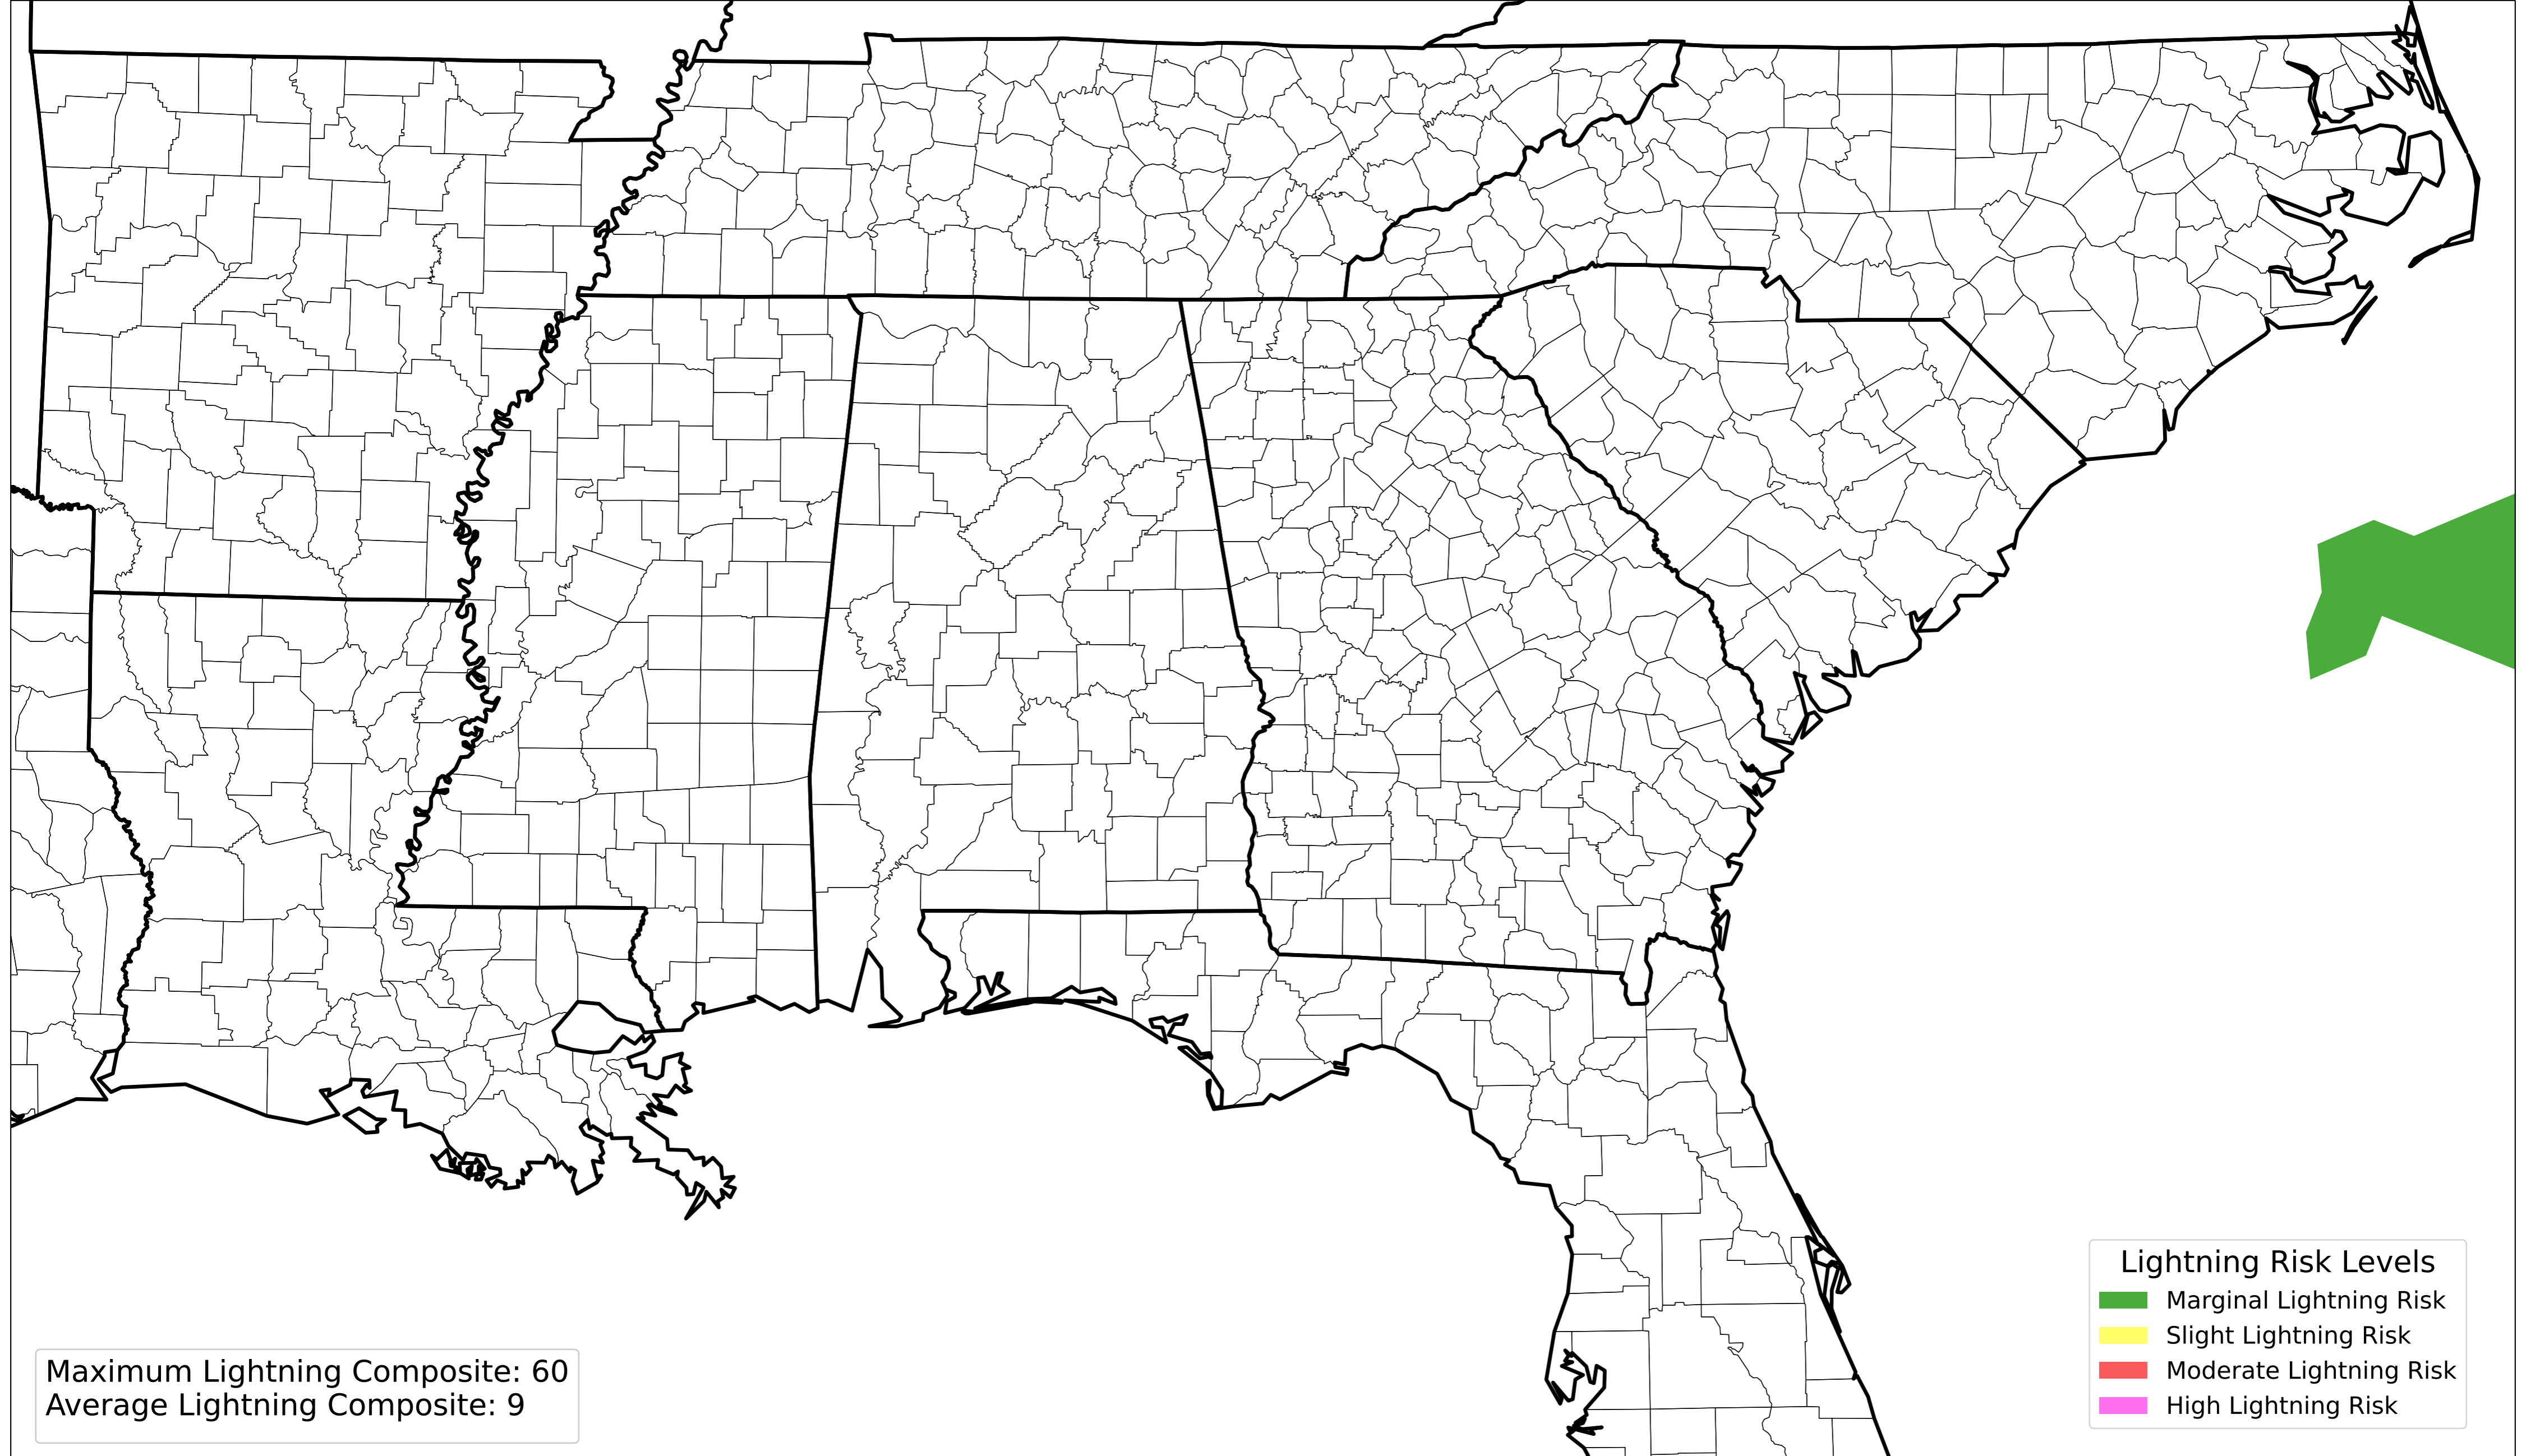 Lightning Risk Levels
Marginal Lightning Risk
Slight Lightning Risk
Moderate Lightning Risk
High Lightning Risk
Maximum Lightning Composite: 60
Average Lightning Composite: 9